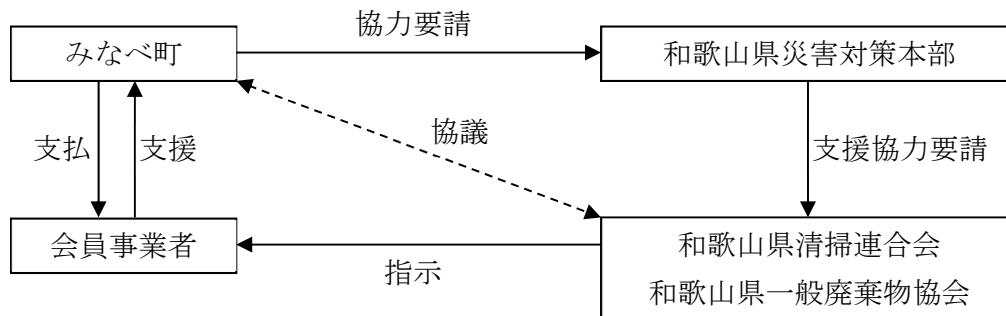 協力要請
みなべ町
和歌山県災害対策本部
協議
支払
支援
支援協力要請
会員事業者
和歌山県清掃連合会
指示
和歌山県一般廃棄物協会